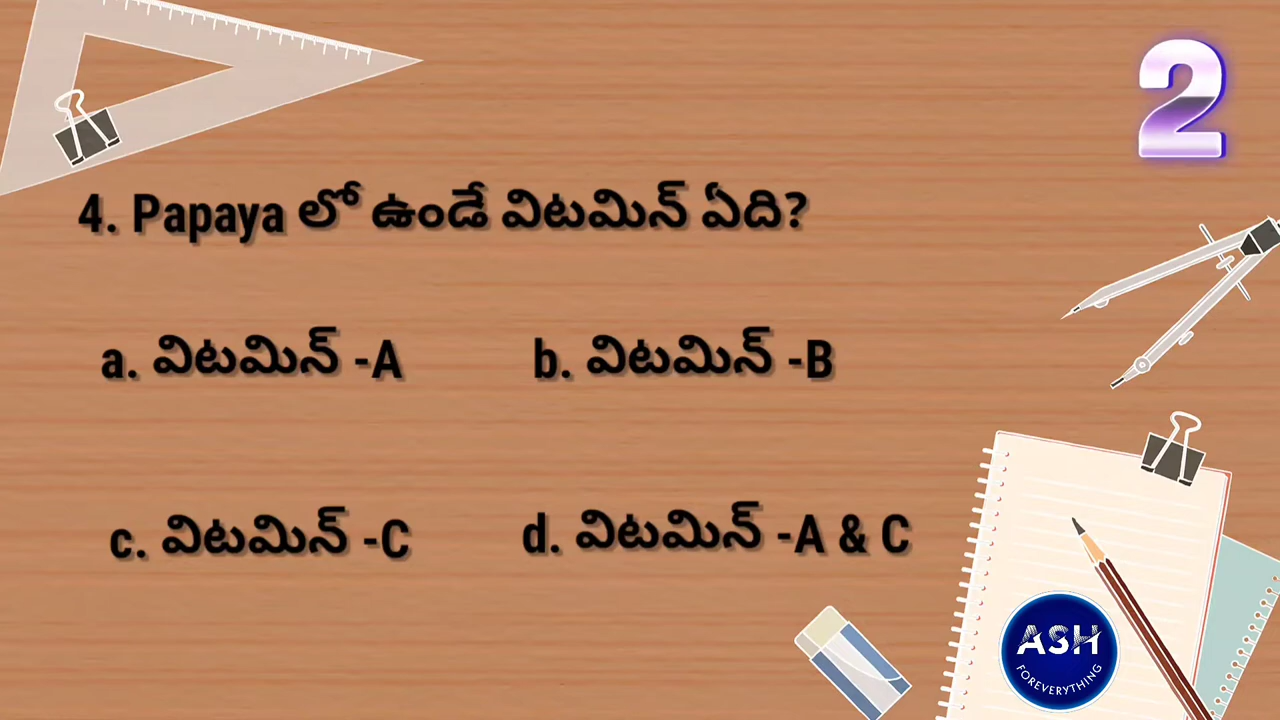 2
4. Papaya లో ఉండే విటమిన్ ఏది?
a. విటమిన్ -A b. విటమిన్ -B
c. విటమిన్ -C d. విటమిన్ -A & C
ASH
FOREVERYTHING